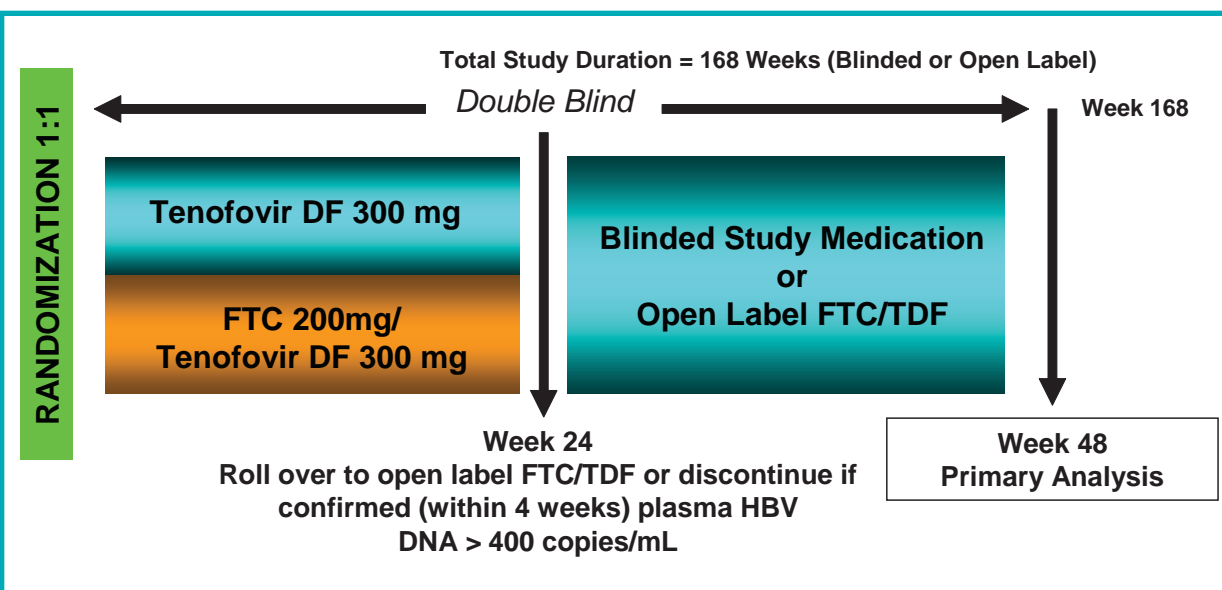 Total Study Duration = 168 Weeks (Blinded or Open Label)
Double Blind
Week 168
RANDOMIZATION 1:1
Tenofovir DF 300 mg
FTC 200mg/
Tenofovir DF 300 mg
Blinded Study Medication
or
Open Label FTC/TDF
Week 24
Roll over to open label FTC/TDF or discontinue if
confirmed (within 4 weeks) plasma HBV
DNA > 400 copies/mL
Week 48
Primary Analysis